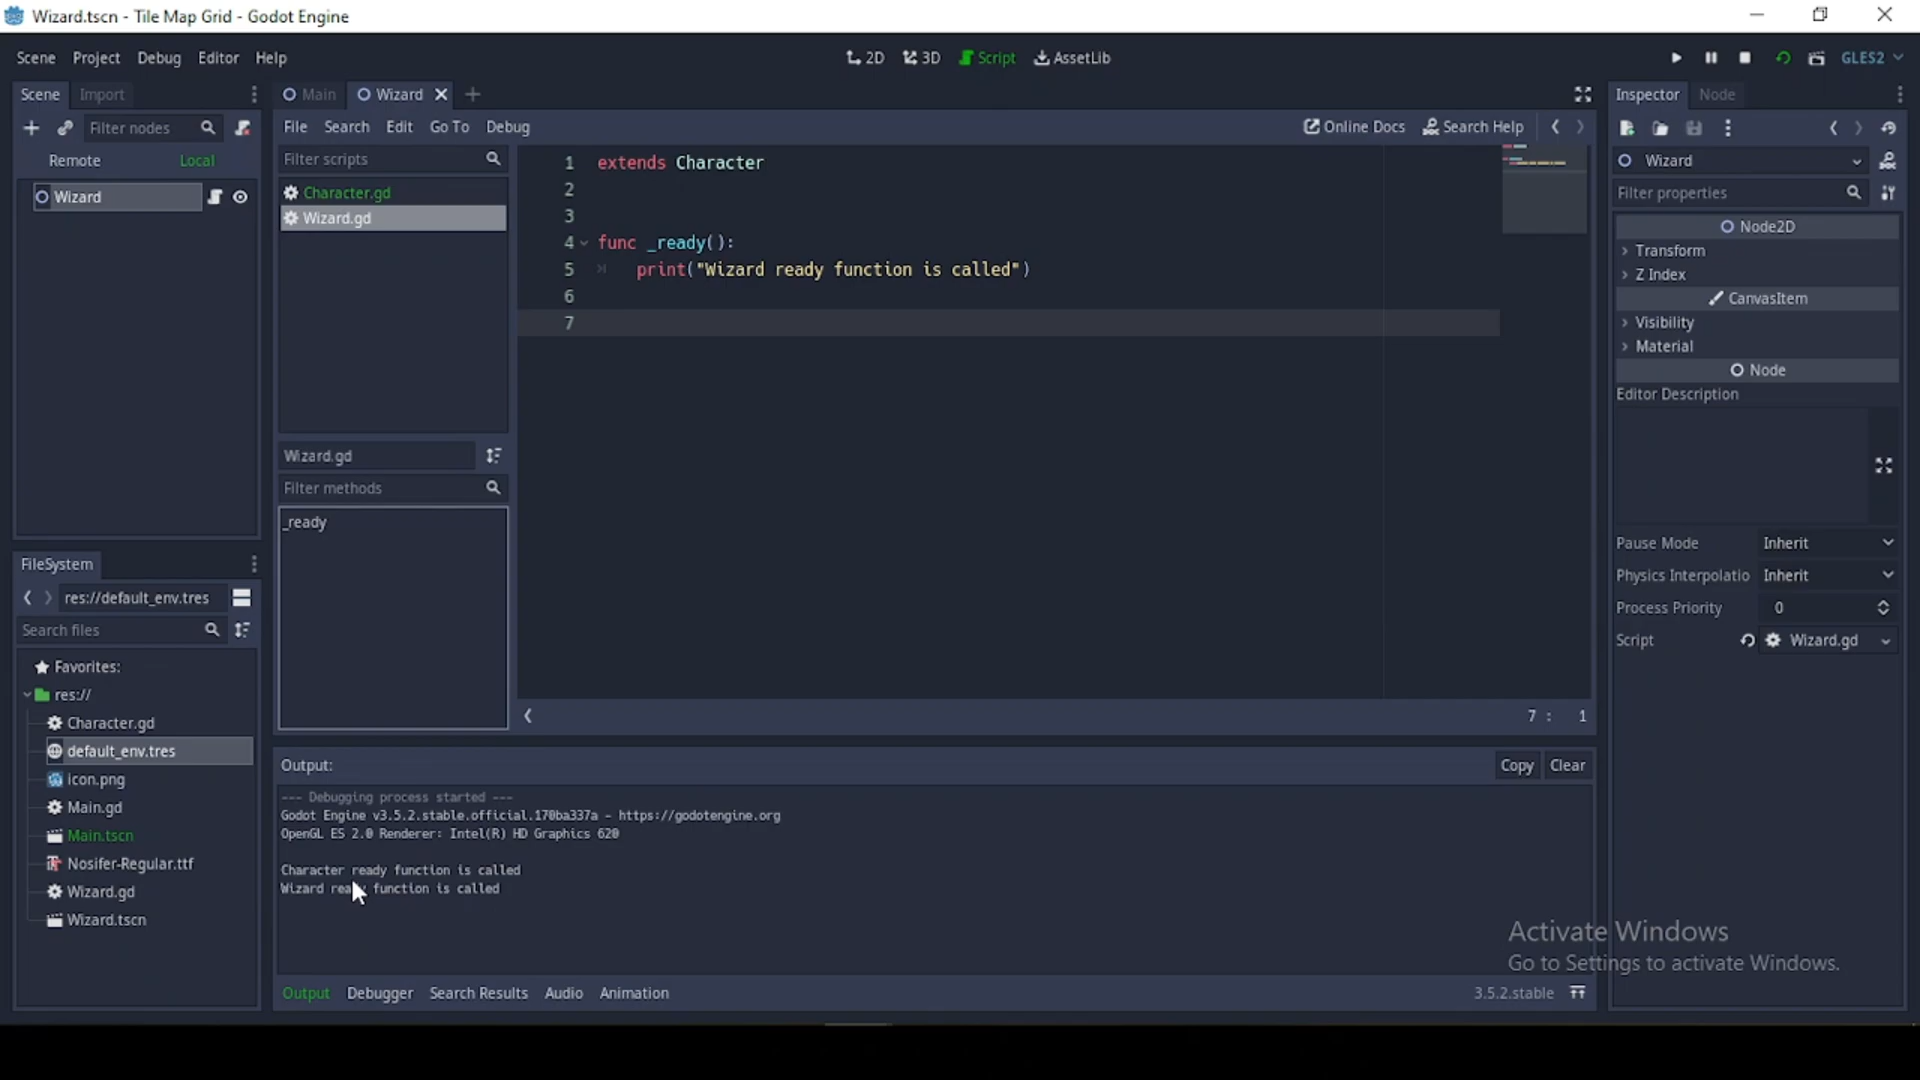 Wizard.tscn - Tile Map Grid - Godot Engine
Scene Project Debug Editor Help
2D 3D Script AssetLib
GLES2
Scene Import
Filter nodes
Remote Local
Wizard
FileSystem
res://default_env.tres
Search files
Favorites:
res://
Character.gd
default_env.tres
icon.png
Main.gd
Main.tscn
Nosifer-Regular.ttf
Wizard.gd
Wizard.tscn
Main Wizard
File Search Edit Go To Debug
Online Docs Search Help
Filter scripts
Character.gd
Wizard.gd
Wizard.gd
Filter methods
_ready
1 extends Character
2
3
4 func _ready():
5 print("Wizard ready function is called")
6
7
7 : 1
Output:
Copy Clear
--- Debugging process started ---
Godot Engine v3.5.2.stable.official.170ba337a - https://godotengine.org
OpenGL ES 2.0 Renderer: Intel(R) HD Graphics 620
Character ready function is called
Wizard ready function is called
Output Debugger Search Results Audio Animation
3.5.2.stable
Inspector Node
Wizard
Filter properties
Node2D
Transform
Z Index
CanvasItem
Visibility
Material
Node
Editor Description
Pause Mode Inherit
Physics Interpolatio Inherit
Process Priority 0
Script Wizard.gd
Activate Windows
Go to Settings to activate Windows.